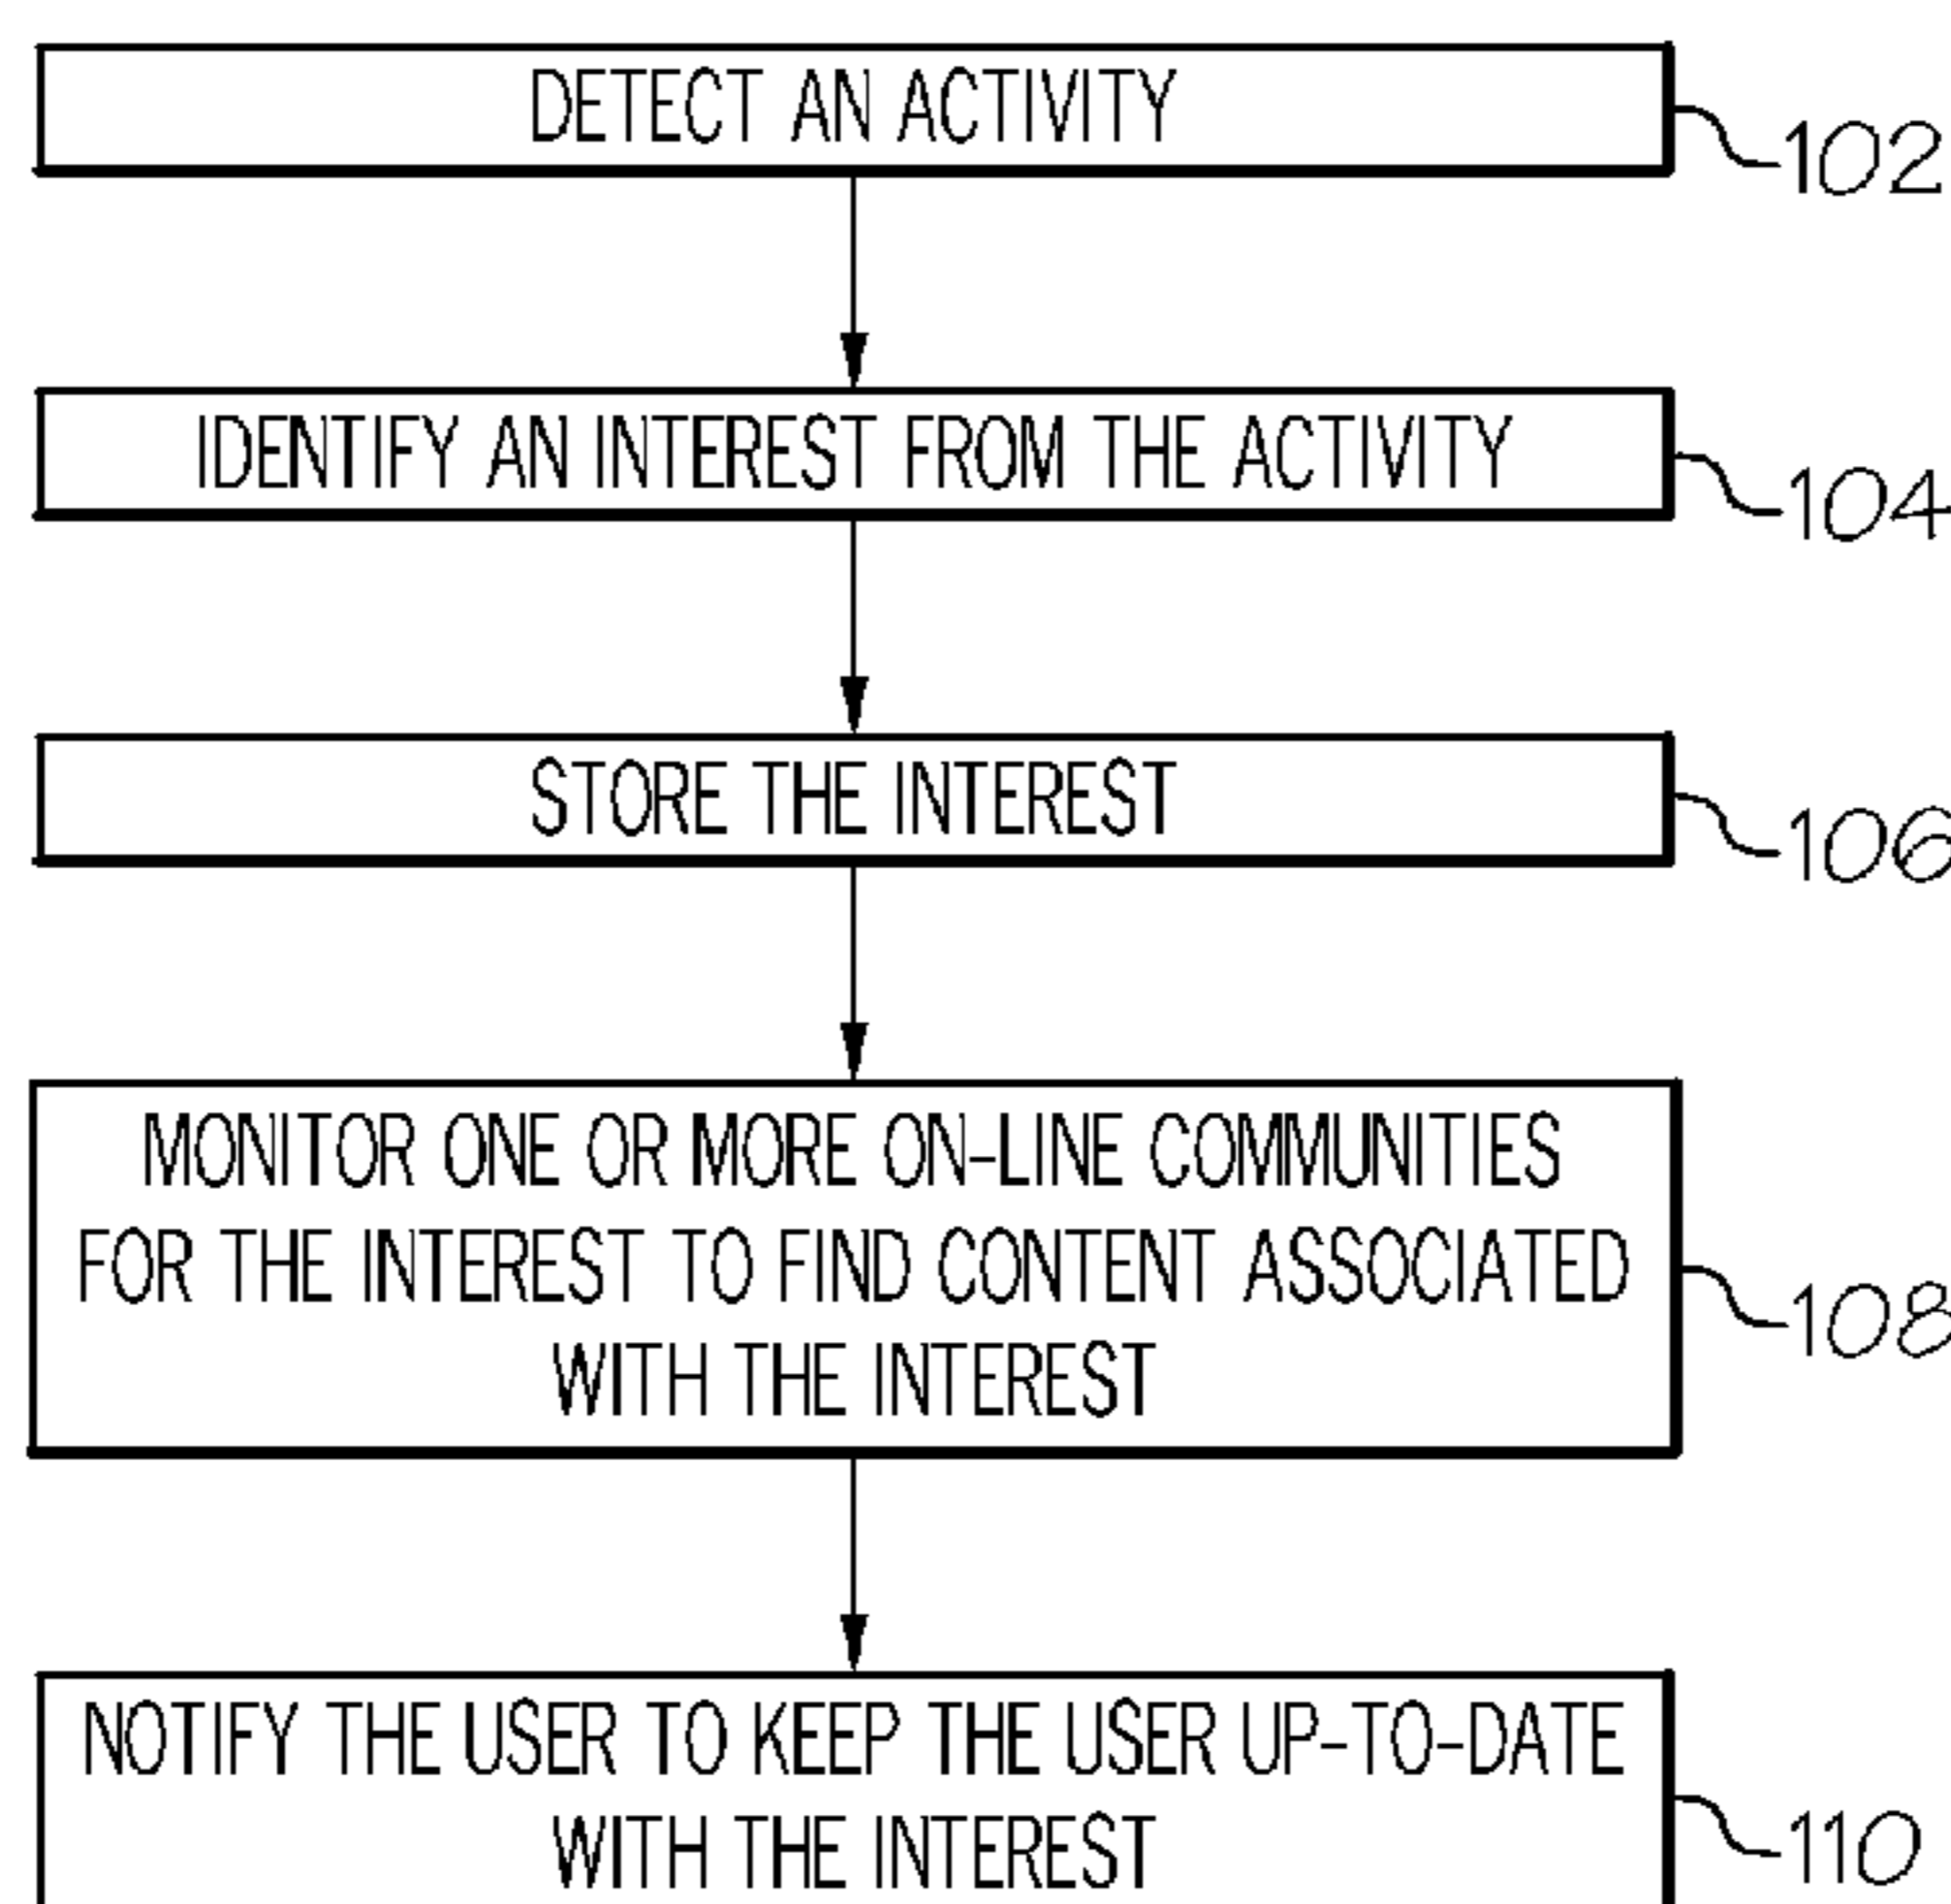 DETECT AN ACTIVITY
102
IDENTIFY AN INTEREST FROM THE ACTIVITY
104
STORE THE INTEREST
106
MONITOR ONE OR MORE ON-LINE COMMUNITIES
FOR THE INTEREST TO FIND CONTENT ASSOCIATED
WITH THE INTEREST
108
NOTIFY THE USER TO KEEP THE USER UP-TO-DATE
WITH THE INTEREST
110